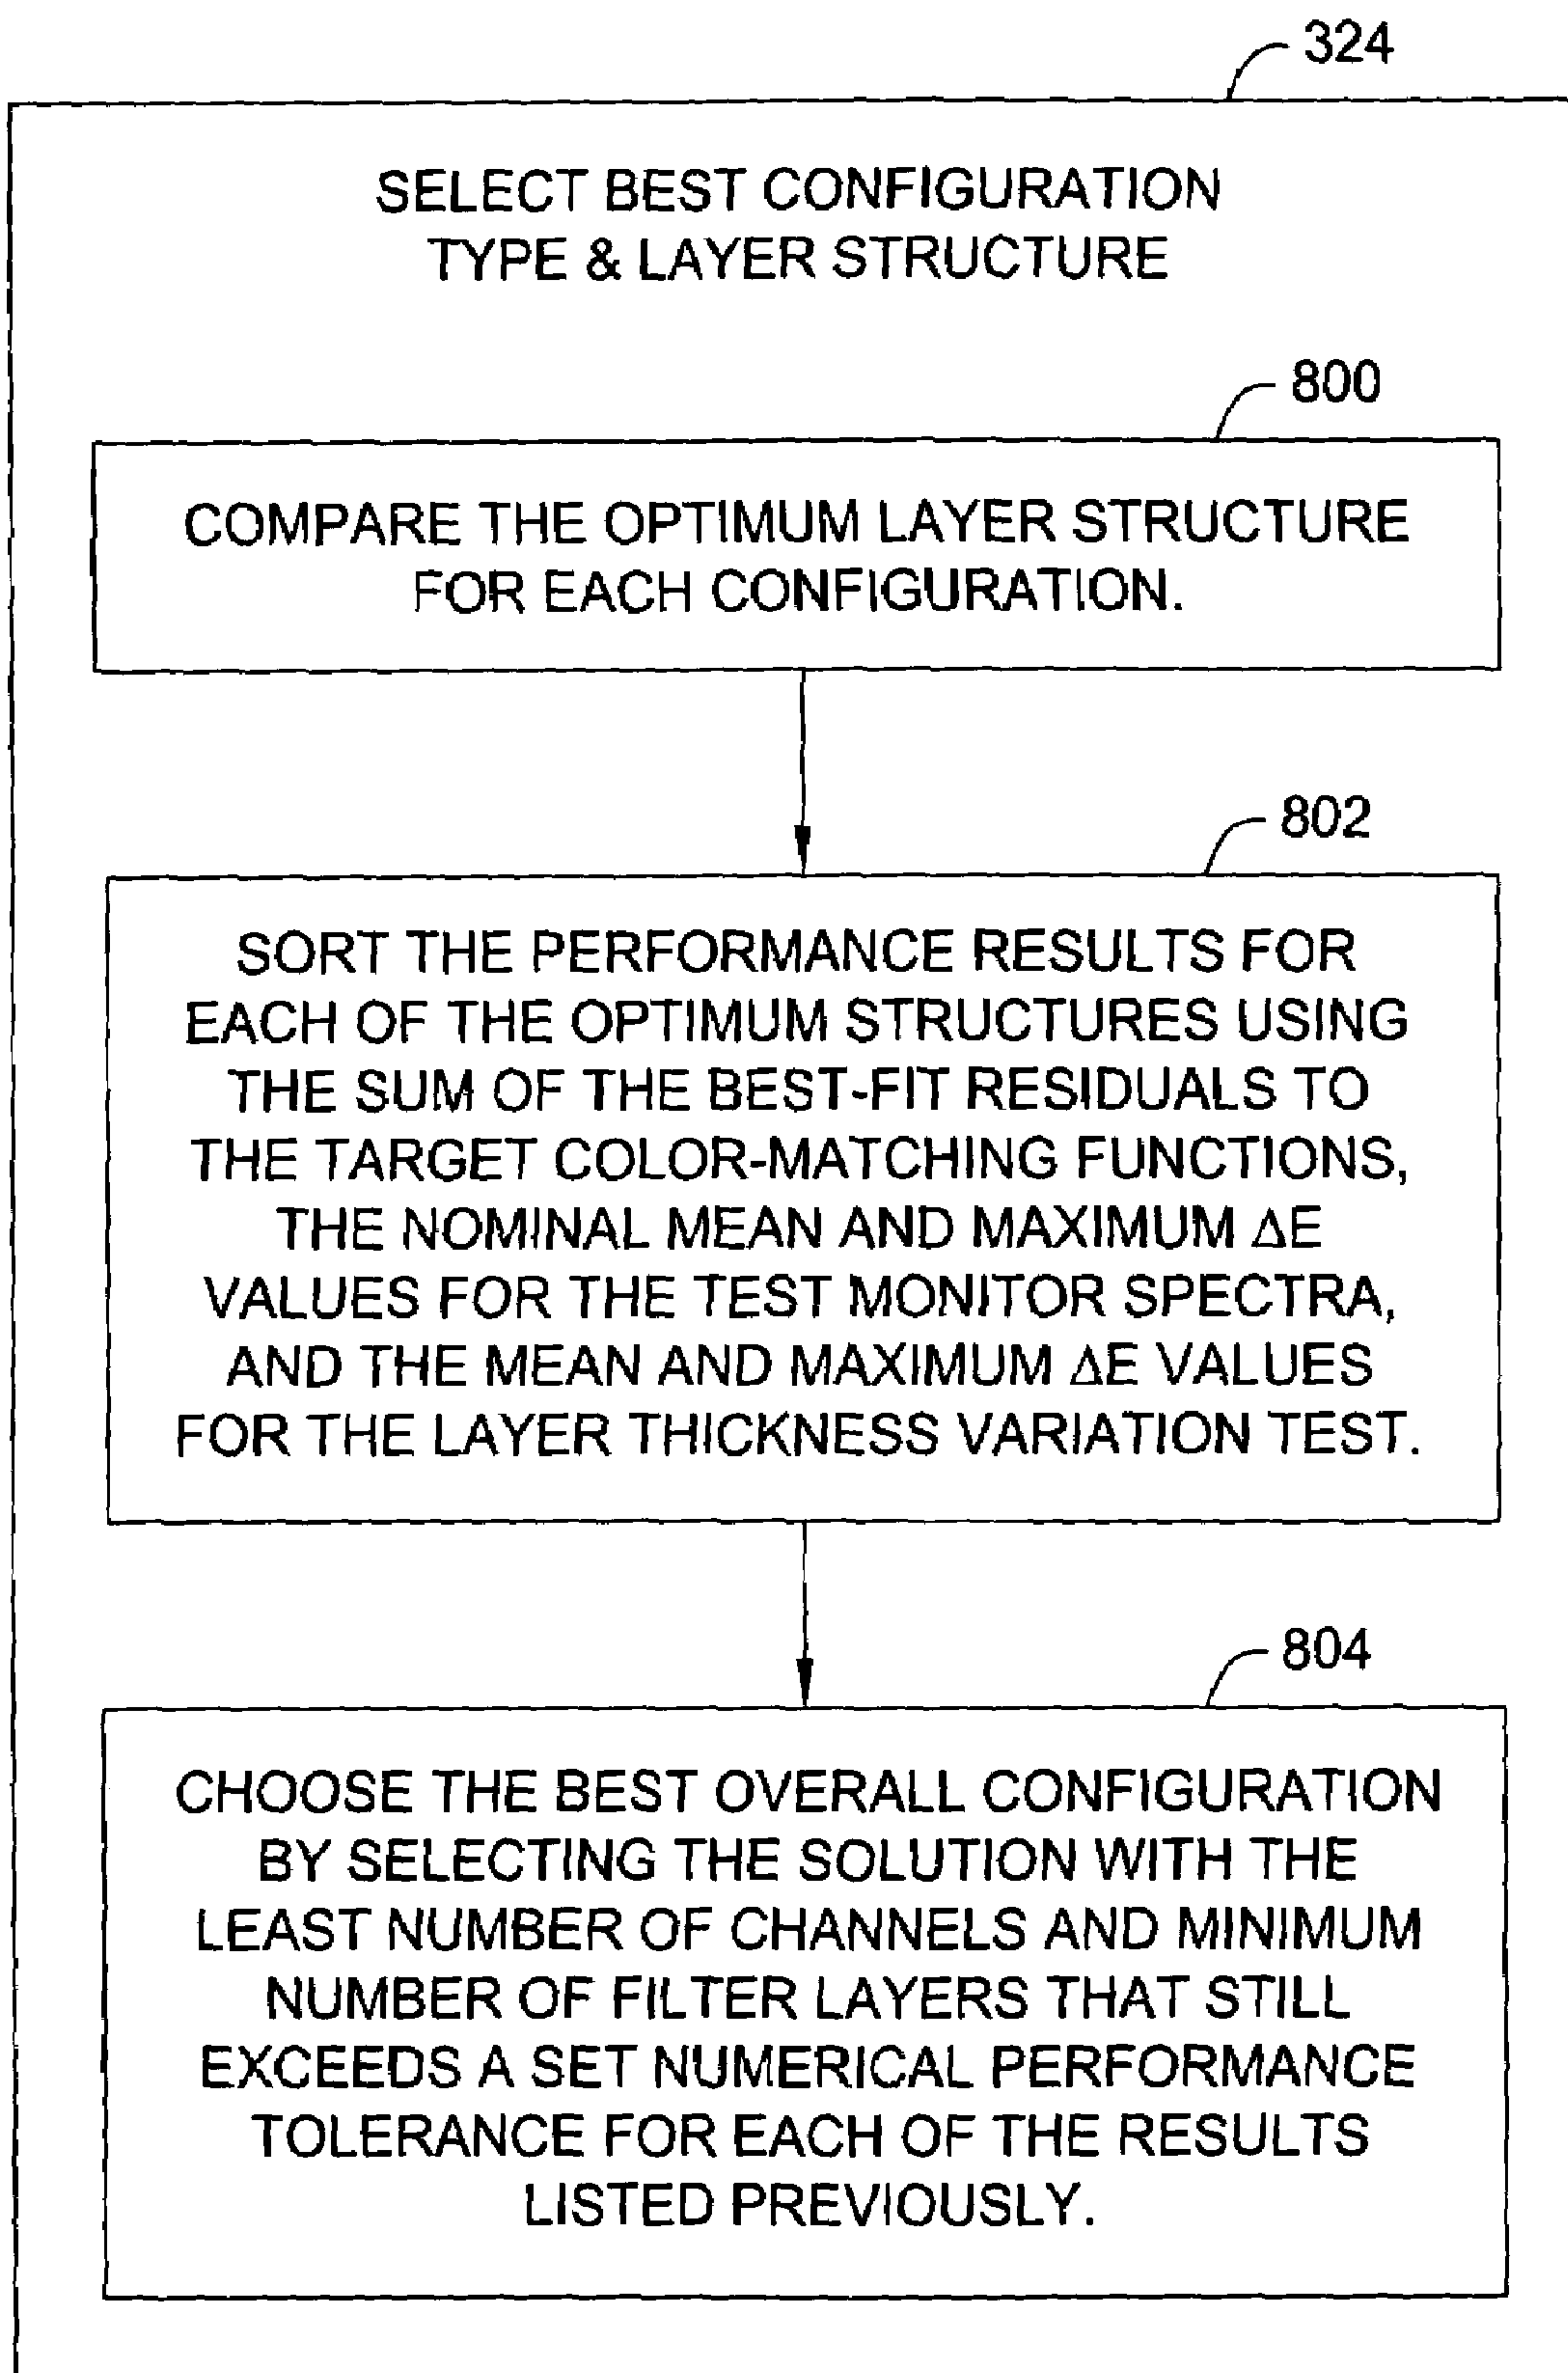 324
SELECT BEST CONFIGURATION
TYPE & LAYER STRUCTURE
800
COMPARE THE OPTIMUM LAYER STRUCTURE
FOR EACH CONFIGURATION.
802
SORT THE PERFORMANCE RESULTS FOR
EACH OF THE OPTIMUM STRUCTURES USING
THE SUM OF THE BEST-FIT RESIDUALS TO
THE TARGET COLOR-MATCHING FUNCTIONS,
THE NOMINAL MEAN AND MAXIMUM ΔE
VALUES FOR THE TEST MONITOR SPECTRA,
AND THE MEAN AND MAXIMUM ΔE VALUES
FOR THE LAYER THICKNESS VARIATION TEST.
804
CHOOSE THE BEST OVERALL CONFIGURATION
BY SELECTING THE SOLUTION WITH THE
LEAST NUMBER OF CHANNELS AND MINIMUM
NUMBER OF FILTER LAYERS THAT STILL
EXCEEDS A SET NUMERICAL PERFORMANCE
TOLERANCE FOR EACH OF THE RESULTS
LISTED PREVIOUSLY.